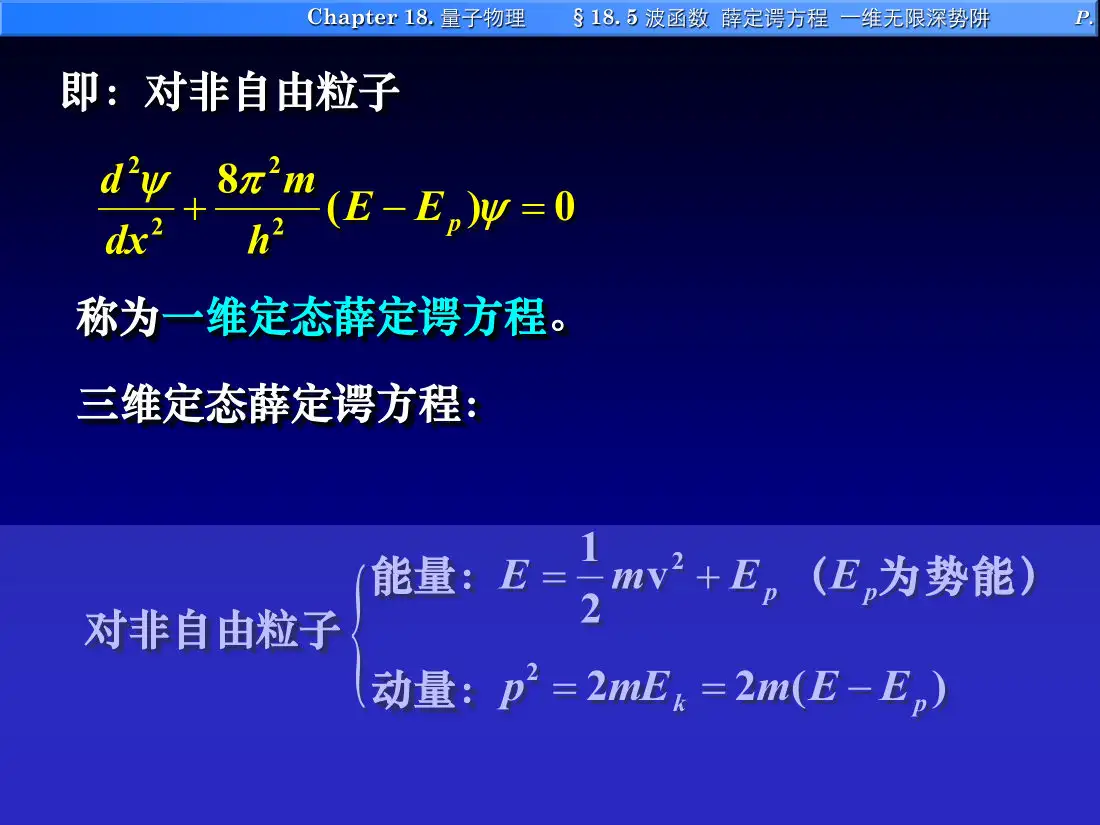 Chapter 18. 量子物理 §18. 5 波函数 薛定谔方程 一维无限深势阱 P.
即：对非自由粒子
d²ψ/dx² + 8π²m/h² (E − E_p)ψ = 0
称为一维定态薛定谔方程。
三维定态薛定谔方程：
能量：E = 1/2 mv² + E_p （E_p为势能）
对非自由粒子
动量：p² = 2mE_k = 2m(E − E_p)